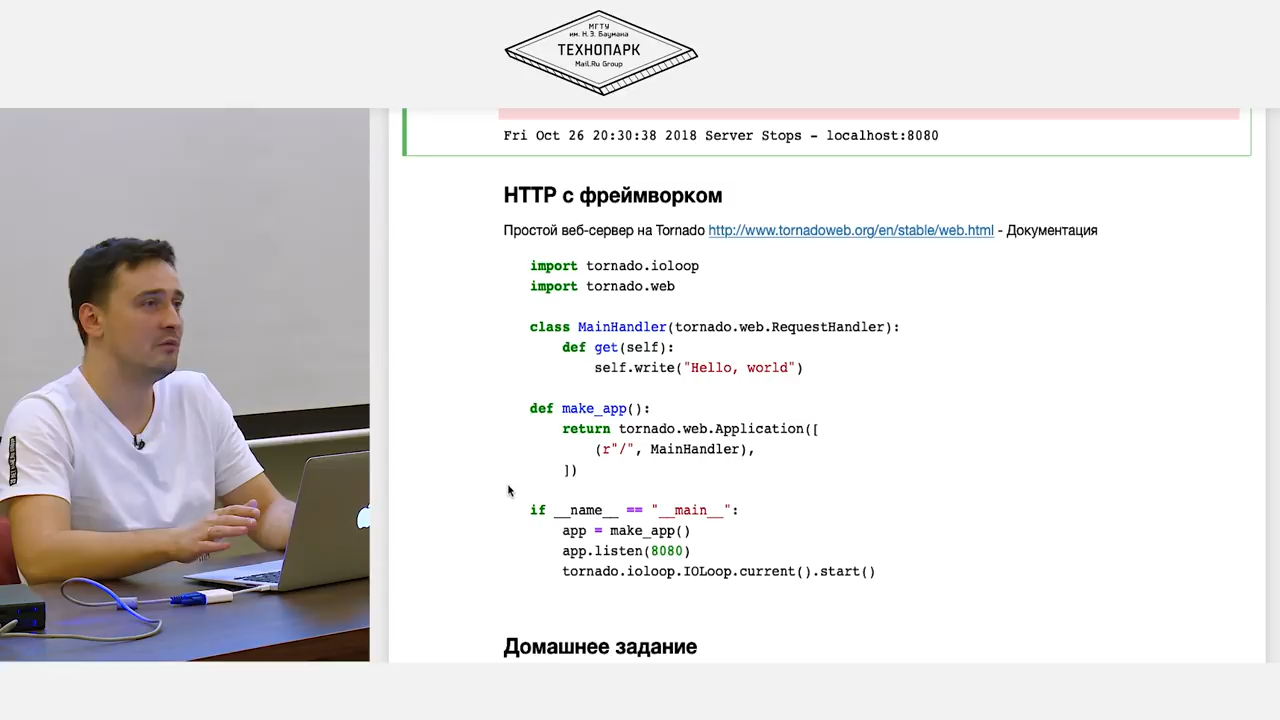 МГТУ
им. Н.Э. Баумана
ТЕХНОПАРК
Mail.Ru Group
Fri Oct 26 20:30:38 2018 Server Stops - localhost:8080
HTTP с фреймворком
Простой веб-сервер на Tornado http://www.tornadoweb.org/en/stable/web.html - Документация
import tornado.ioloop
import tornado.web
class MainHandler(tornado.web.RequestHandler):
def get(self):
self.write("Hello, world")
def make_app():
return tornado.web.Application([
(r"/", MainHandler),
])
if __name__ == "__main__":
app = make_app()
app.listen(8080)
tornado.ioloop.IOLoop.current().start()
Домашнее задание